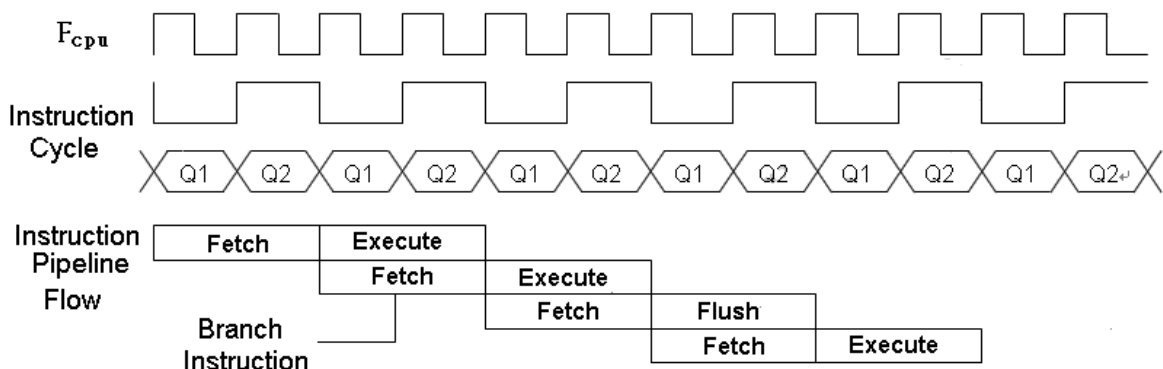 Fcpu
Instruction
Cycle
Q1 Q2 Q1 Q2 Q1 Q2 Q1 Q2 Q1 Q2 Q1 Q2↵
Instruction
Pipeline
Flow
Fetch Execute
Fetch Execute
Fetch Flush
Fetch Execute
Branch
Instruction